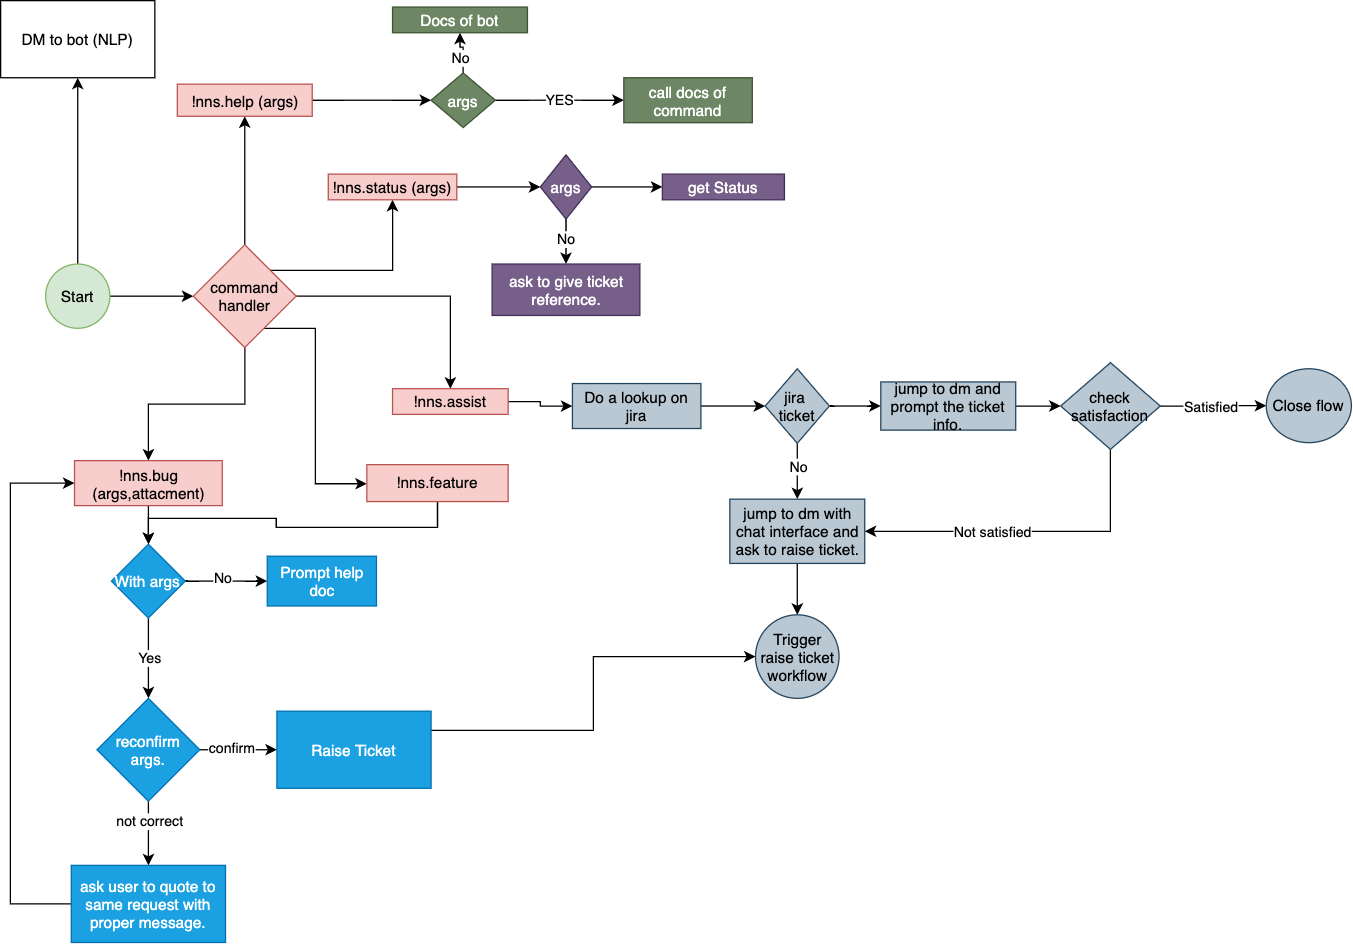 DM to bot (NLP)
Docs of bot
No
!nns.help (args)
args
YES
call docs of
command
!nns.status (args)
args
get Status
No
ask to give ticket
reference.
Start
command
handler
!nns.assist
Do a lookup on
jira
jira
ticket
jump to dm and
prompt the ticket
info.
check
satisfaction
Satisfied
Close flow
No
!nns.bug
(args,attacment)
!nns.feature
jump to dm with
chat interface and
ask to raise ticket.
Not satisfied
With args
No
Prompt help
doc
Trigger
raise ticket
workflow
Yes
reconfirm
args.
confirm
Raise Ticket
not correct
ask user to quote to
same request with
proper message.